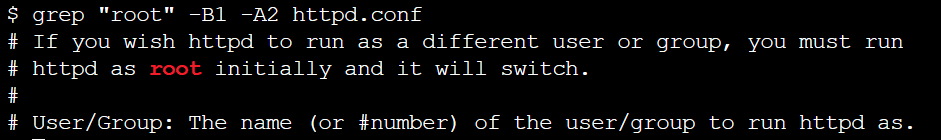 $ grep "root" -B1 -A2 httpd.conf
# If you wish httpd to run as a different user or group, you must run
# httpd as root initially and it will switch.
#
# User/Group: The name (or #number) of the user/group to run httpd as.